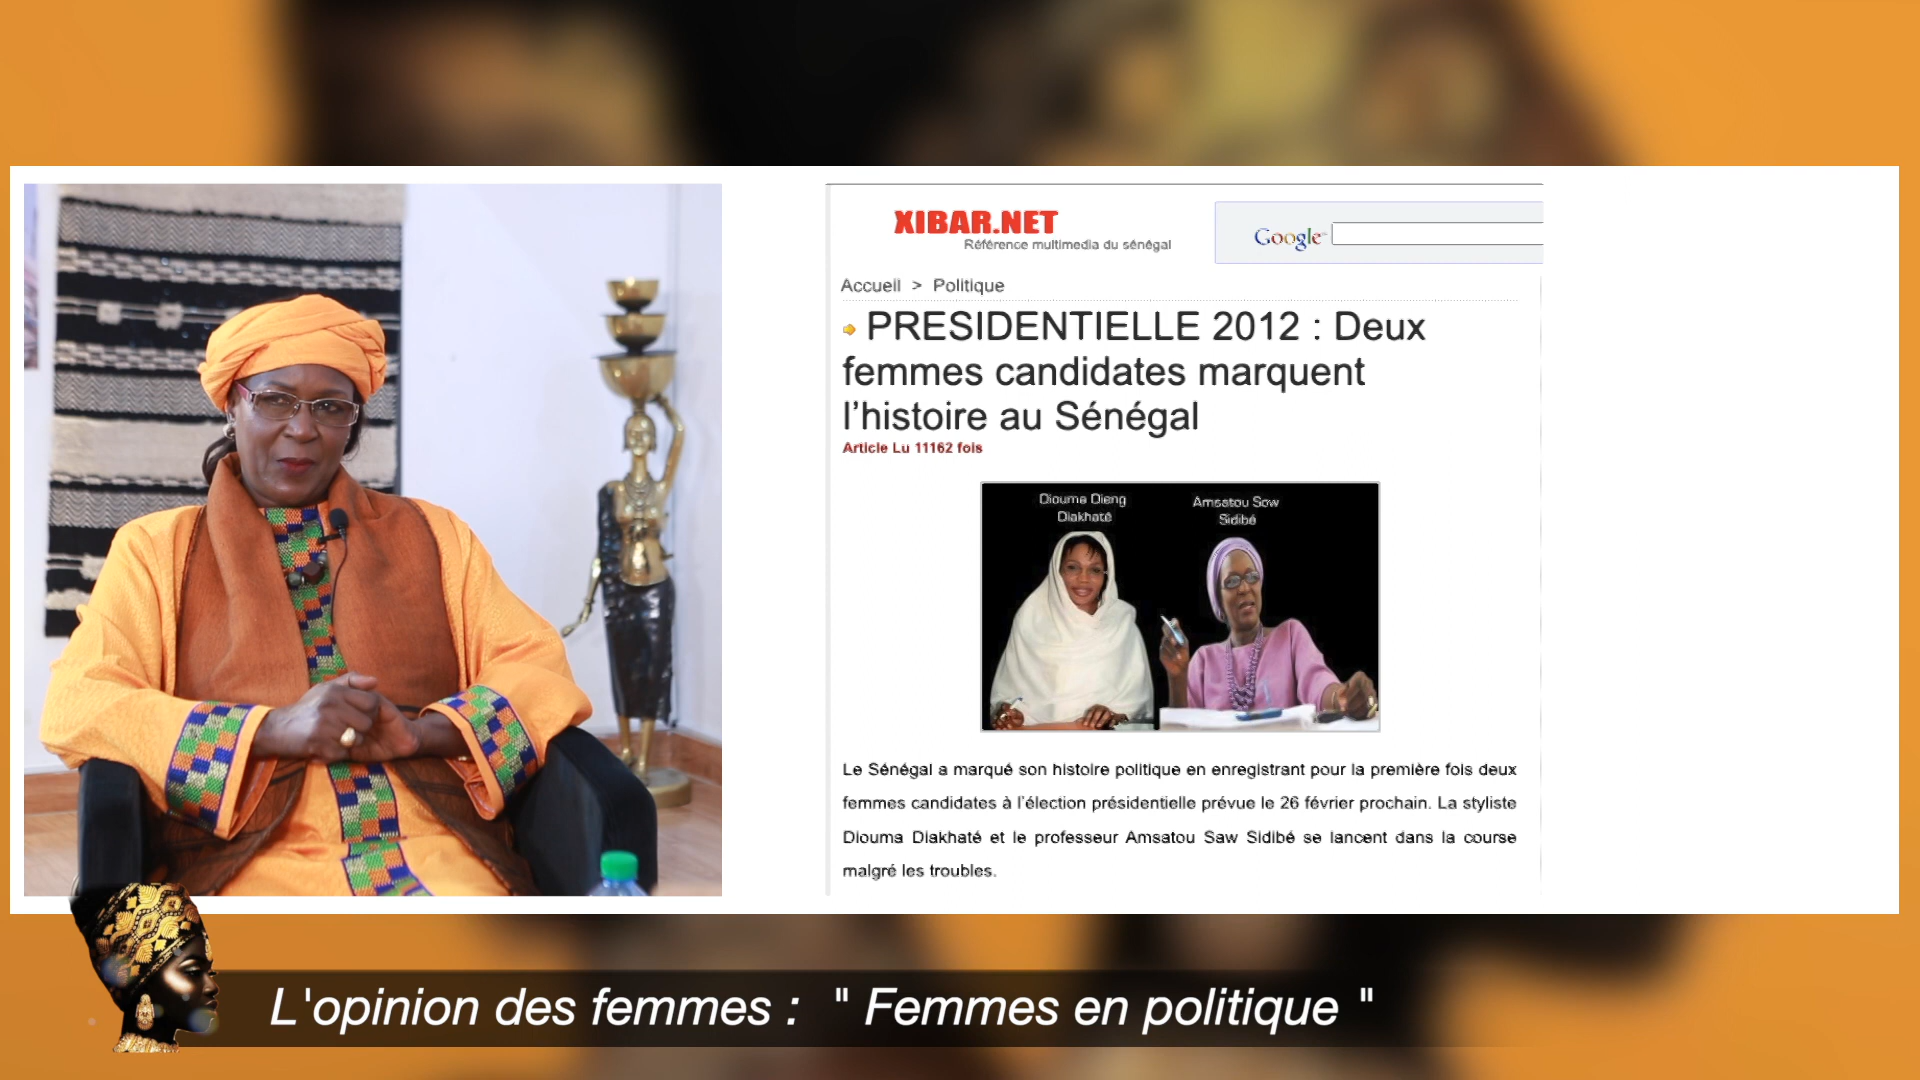 XIBAR.NET
Référence multimedia du sénégal
Google
Accueil > Politique
PRESIDENTIELLE 2012 : Deux
femmes candidates marquent
l'histoire au Sénégal
Article Lu 11162 fois
Diouma Dieng
Diakhaté
Amsatou Sow
Sidibé
Le Sénégal a marqué son histoire politique en enregistrant pour la première fois deux
femmes candidates à l'élection présidentielle prévue le 26 février prochain. La styliste
Diouma Diakhaté et le professeur Amsatou Saw Sidibé se lancent dans la course
malgré les troubles.
L'opinion des femmes : " Femmes en politique "